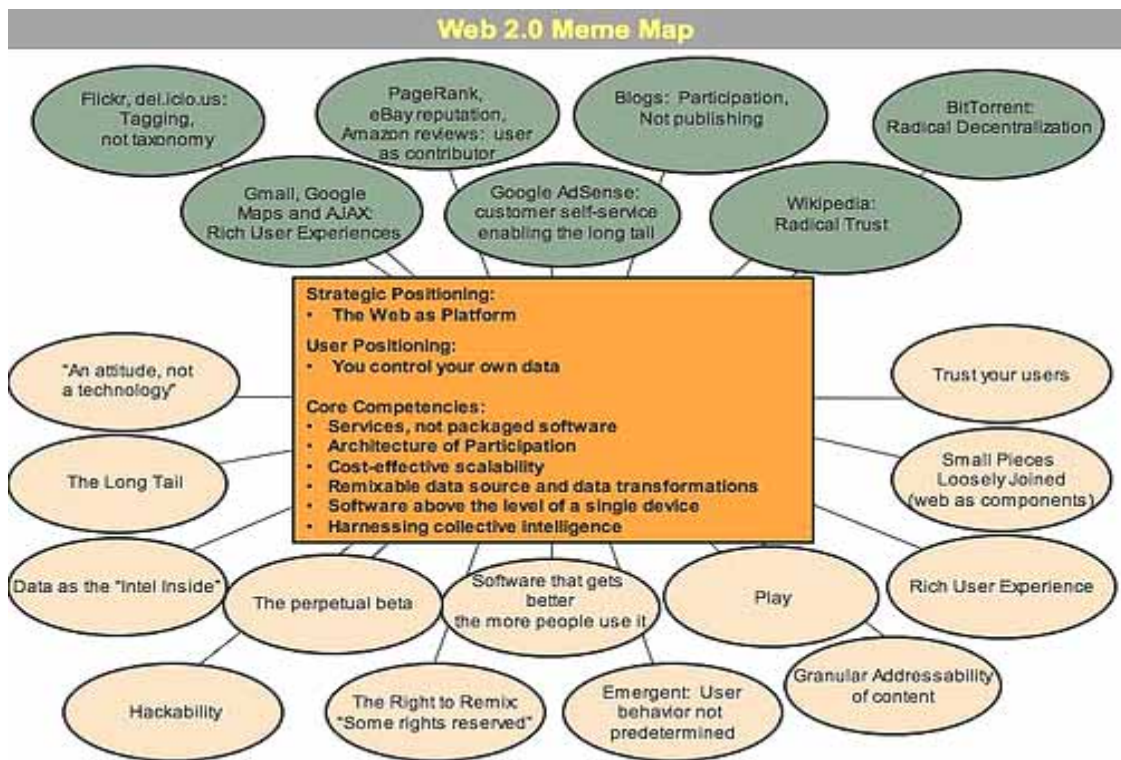 Web 2.0 Meme Map
Flickr, del.icio.us:
Tagging,
not taxonomy
PageRank,
eBay reputation,
Amazon reviews: user
as contributor
Blogs: Participation,
Not publishing
BitTorrent:
Radical Decentralization
Gmail, Google
Maps and AJAX:
Rich User Experiences
Google AdSense:
customer self-service
enabling the long tail
Wikipedia:
Radical Trust
Strategic Positioning:
• The Web as Platform
User Positioning:
• You control your own data
Core Competencies:
• Services, not packaged software
• Architecture of Participation
• Cost-effective scalability
• Remixable data source and data transformations
• Software above the level of a single device
• Harnessing collective intelligence
"An attitude, not
a technology"
Trust your users
The Long Tail
Small Pieces
Loosely Joined
(web as components)
Data as the "Intel Inside"
The perpetual beta
Software that gets
better
the more people use it
Play
Rich User Experience
Hackability
The Right to Remix:
"Some rights reserved"
Emergent: User
behavior not
predetermined
Granular Addressability
of content